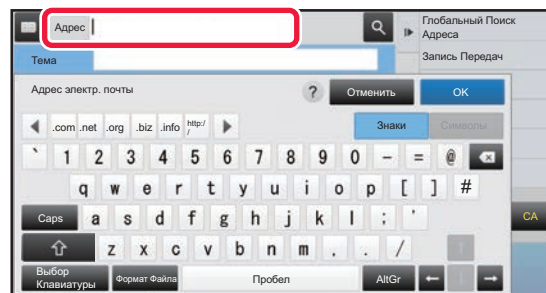 Адрес
Глобальный Поиск
Адреса
Тема
Запись Передач
Адрес электр. почты
?
Отменить
OK
.com .net .org .biz .info http:/
/
Знаки
Символы
` 1 2 3 4 5 6 7 8 9 0 - = @
q w e r t y u i o p [ ] #
Caps a s d f g h j k l ; '
CA
z x c v b n m , . /
Выбор
Клавиатуры
Формат Файла
Пробел
AltGr